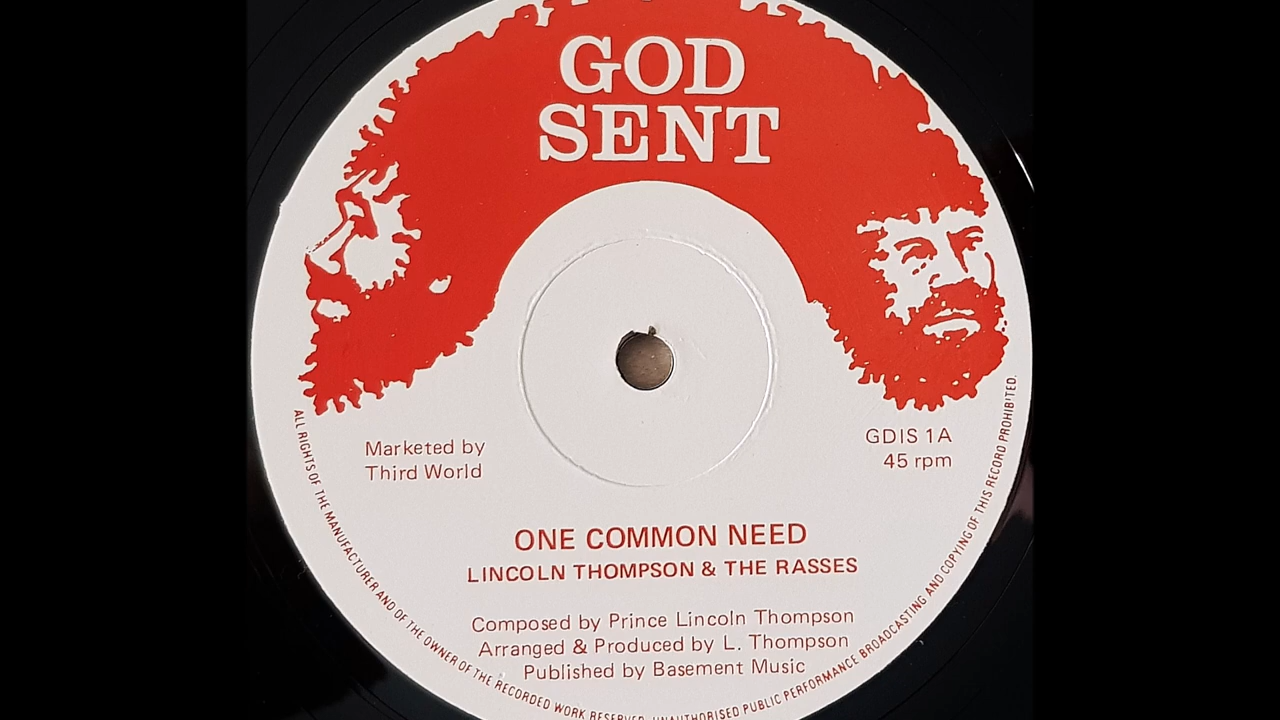 GOD
SENT
Marketed by
Third World
GDIS 1A
45 rpm
ONE COMMON NEED
LINCOLN THOMPSON & THE RASSES
Composed by Prince Lincoln Thompson
Arranged & Produced by L. Thompson
Published by Basement Music
ALL RIGHTS OF THE MANUFACTURER AND OF THE OWNER OF THE RECORDED WORK RESERVED. UNAUTHORISED PUBLIC PERFORMANCE BROADCASTING AND COPYING OF THIS RECORD PROHIBITED.